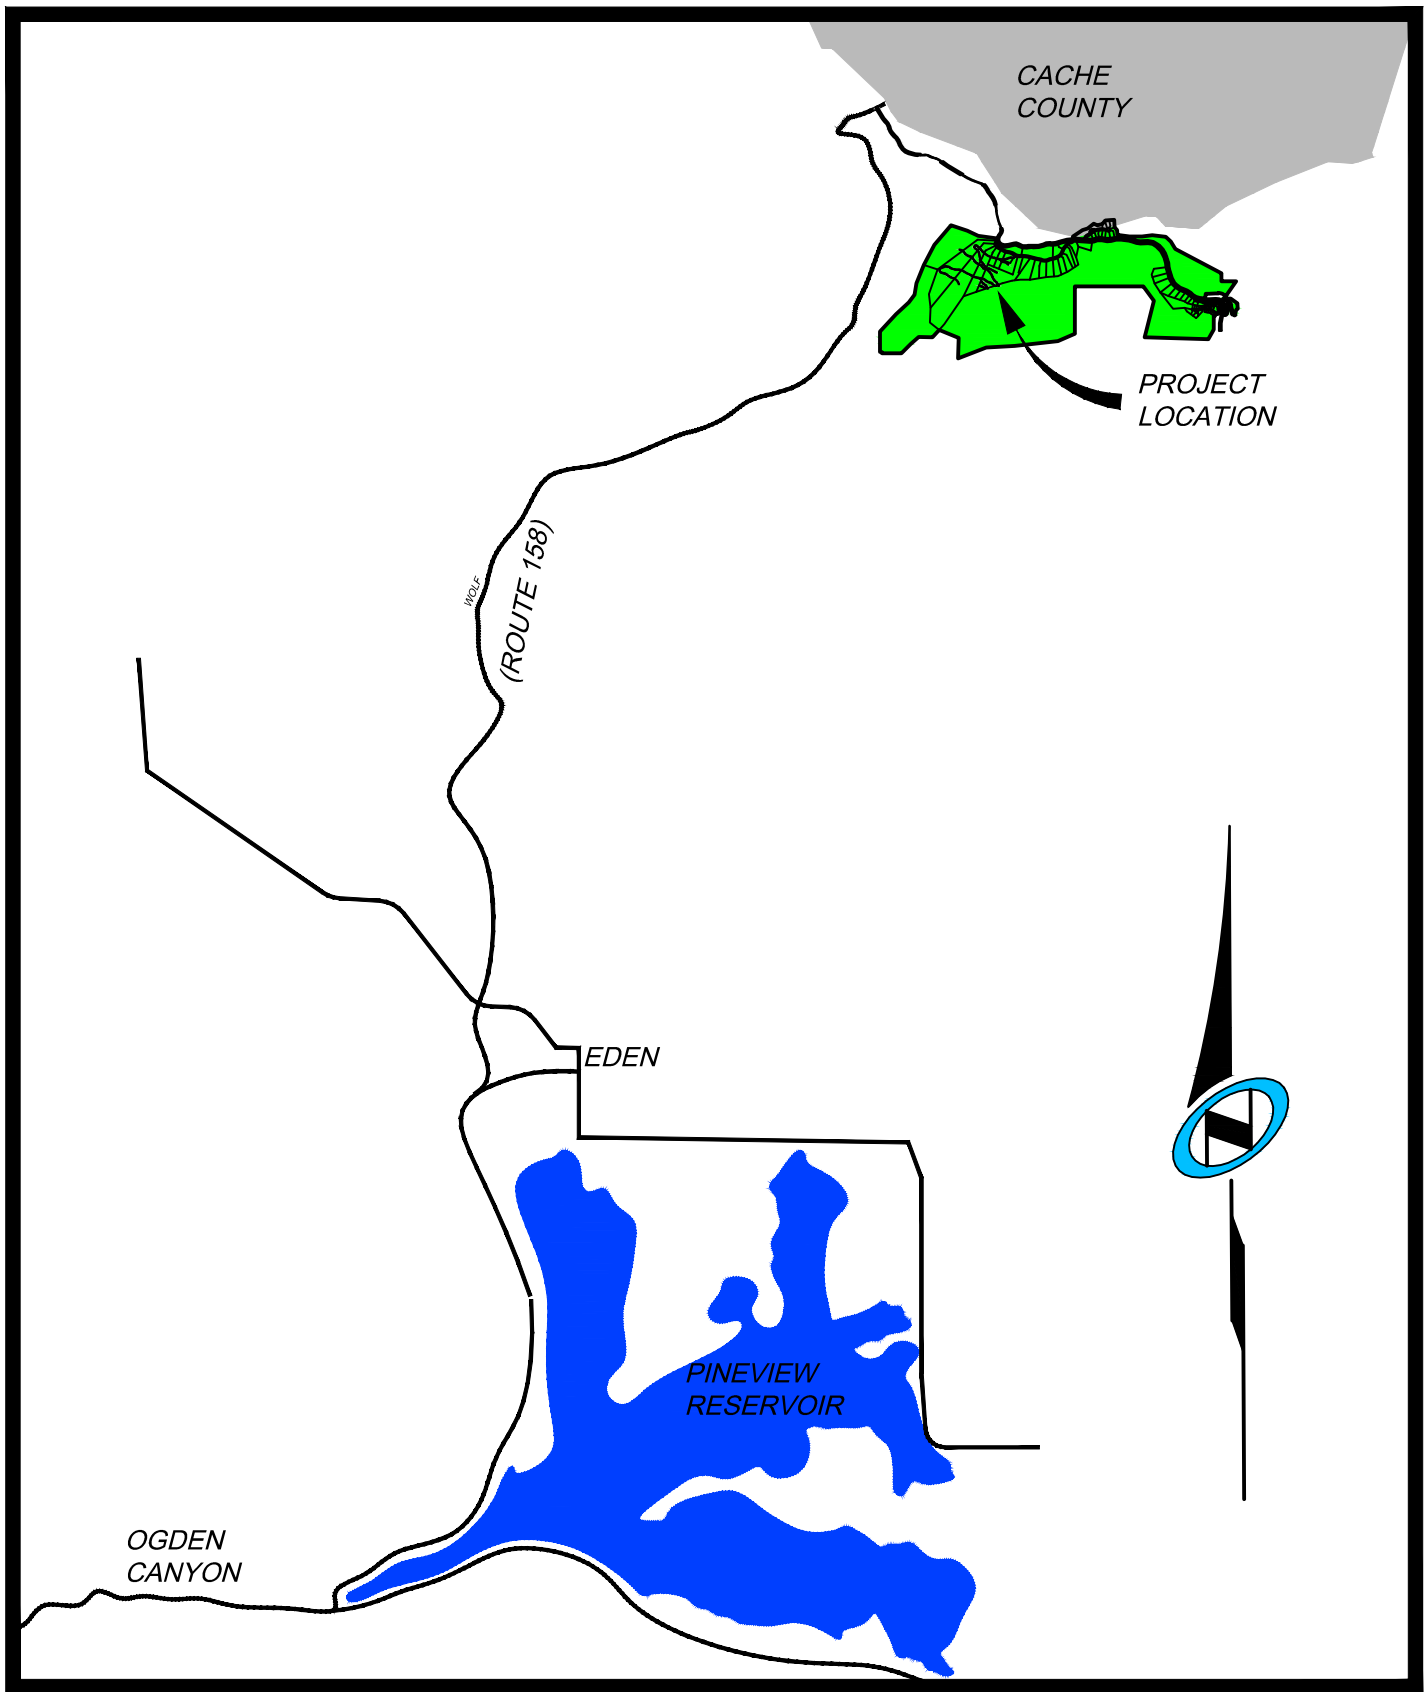 CACHE
COUNTY
PROJECT
LOCATION
(ROUTE 158)
WOLF
EDEN
N
PINEVIEW
RESERVOIR
OGDEN
CANYON